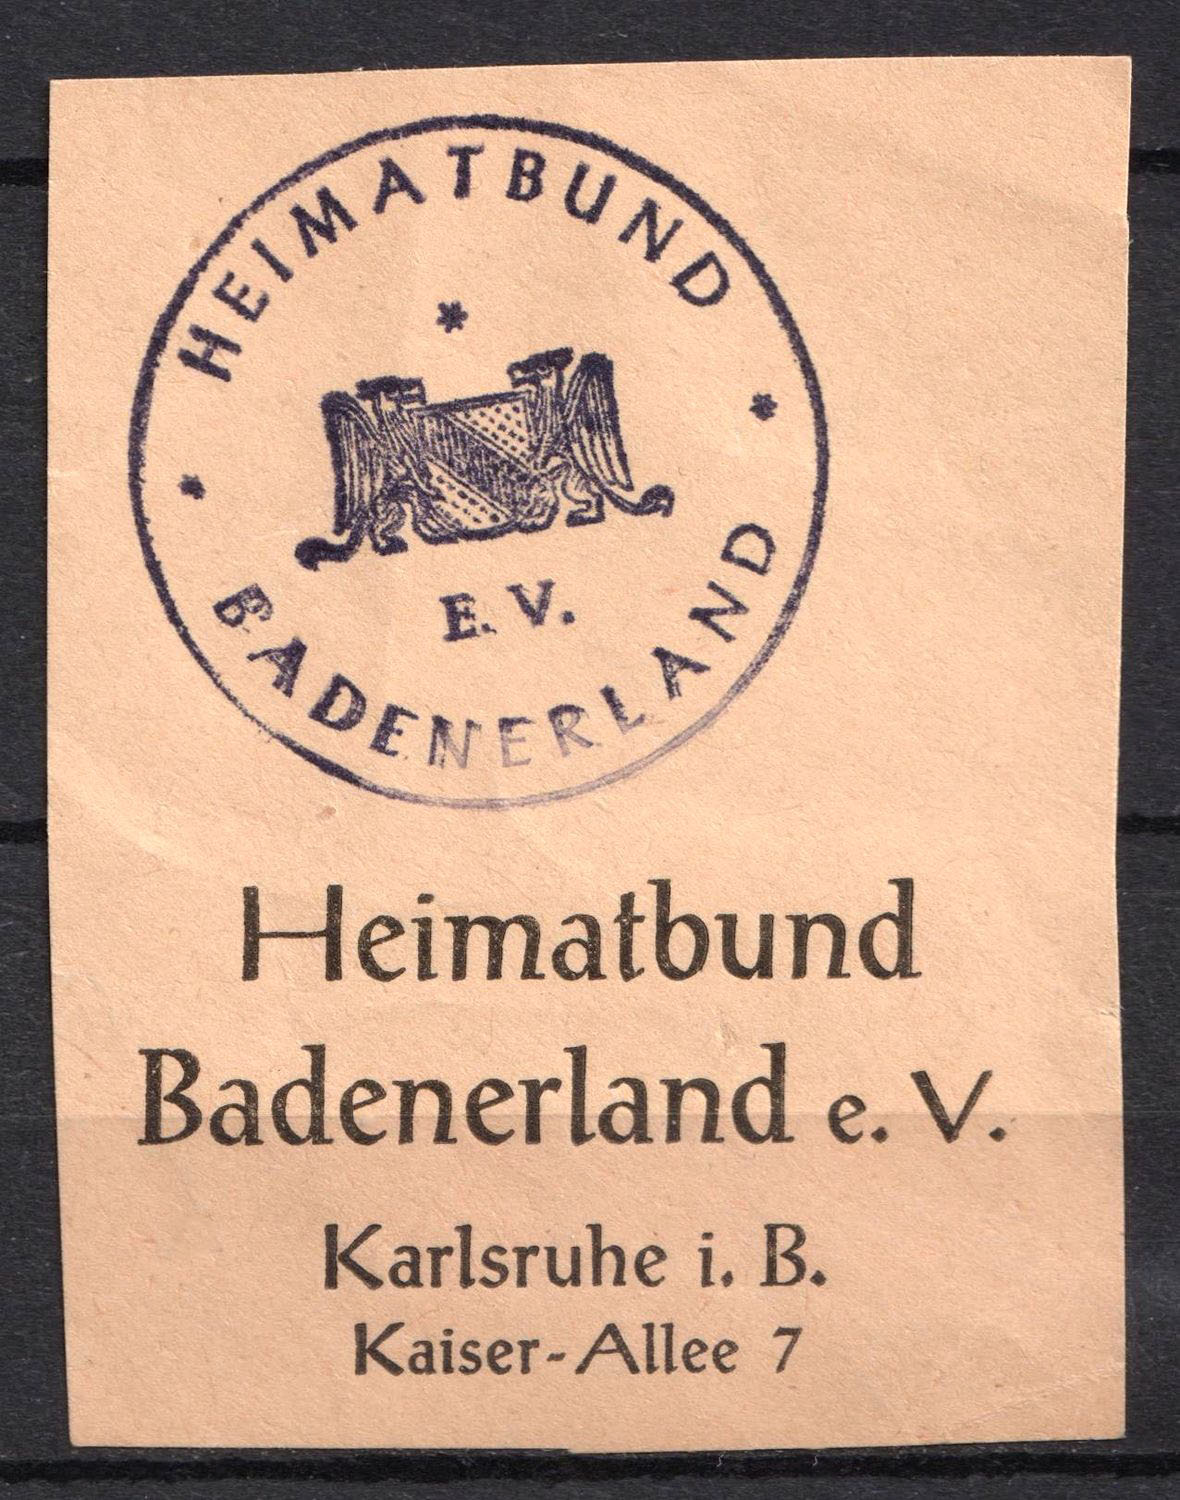 HEIMATBUND
E.V.
BADENERLAND
Heimatbund
Badenerland e. V.
Karlsruhe i. B.
Kaiser-Allee 7